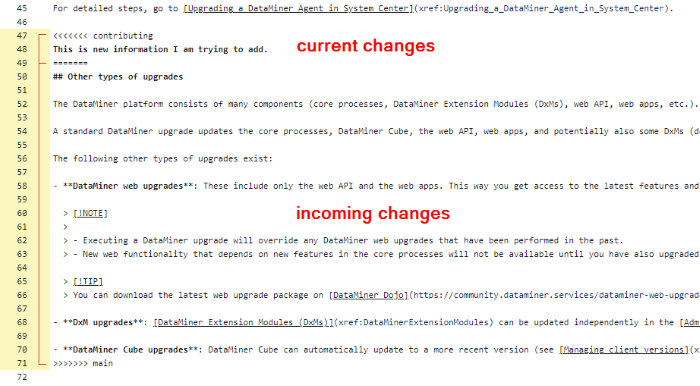 45 For detailed steps, go to [Upgrading a DataMiner Agent in System Center](xref:Upgrading_a_DataMiner_Agent_in_System_Center).
46
47 <<<<<<< contributing
48 This is new information I am trying to add.
current changes
49 =======
50 ## Other types of upgrades
51
52 The DataMiner platform consists of many components (core processes, DataMiner Extension Modules (DxMs), web API, web apps, etc.).
53
54 A standard DataMiner upgrade updates the core processes, DataMiner Cube, the web API, web apps, and potentially also some DxMs (d
55
56 The following other types of upgrades exist:
57
58 - **DataMiner web upgrades**: These include only the web API and the web apps. This way you get access to the latest features and
59
60 > [!NOTE]
incoming changes
61 >
62 > - Executing a DataMiner upgrade will override any DataMiner web upgrades that have been performed in the past.
63 > - New web functionality that depends on new features in the core processes will not be available until you have also upgraded
64
65 > [!TIP]
66 > You can download the latest web upgrade package on [DataMiner Dojo](https://community.dataminer.services/dataminer-web-upgrad
67
68 - **DxM upgrades**: [DataMiner Extension Modules (DxMs)](xref:DataMinerExtensionModules) can be updated independently in the [Adm
69
70 - **DataMiner Cube upgrades**: DataMiner Cube can automatically update to a more recent version (see [Managing client versions](x
71 >>>>>>> main
72